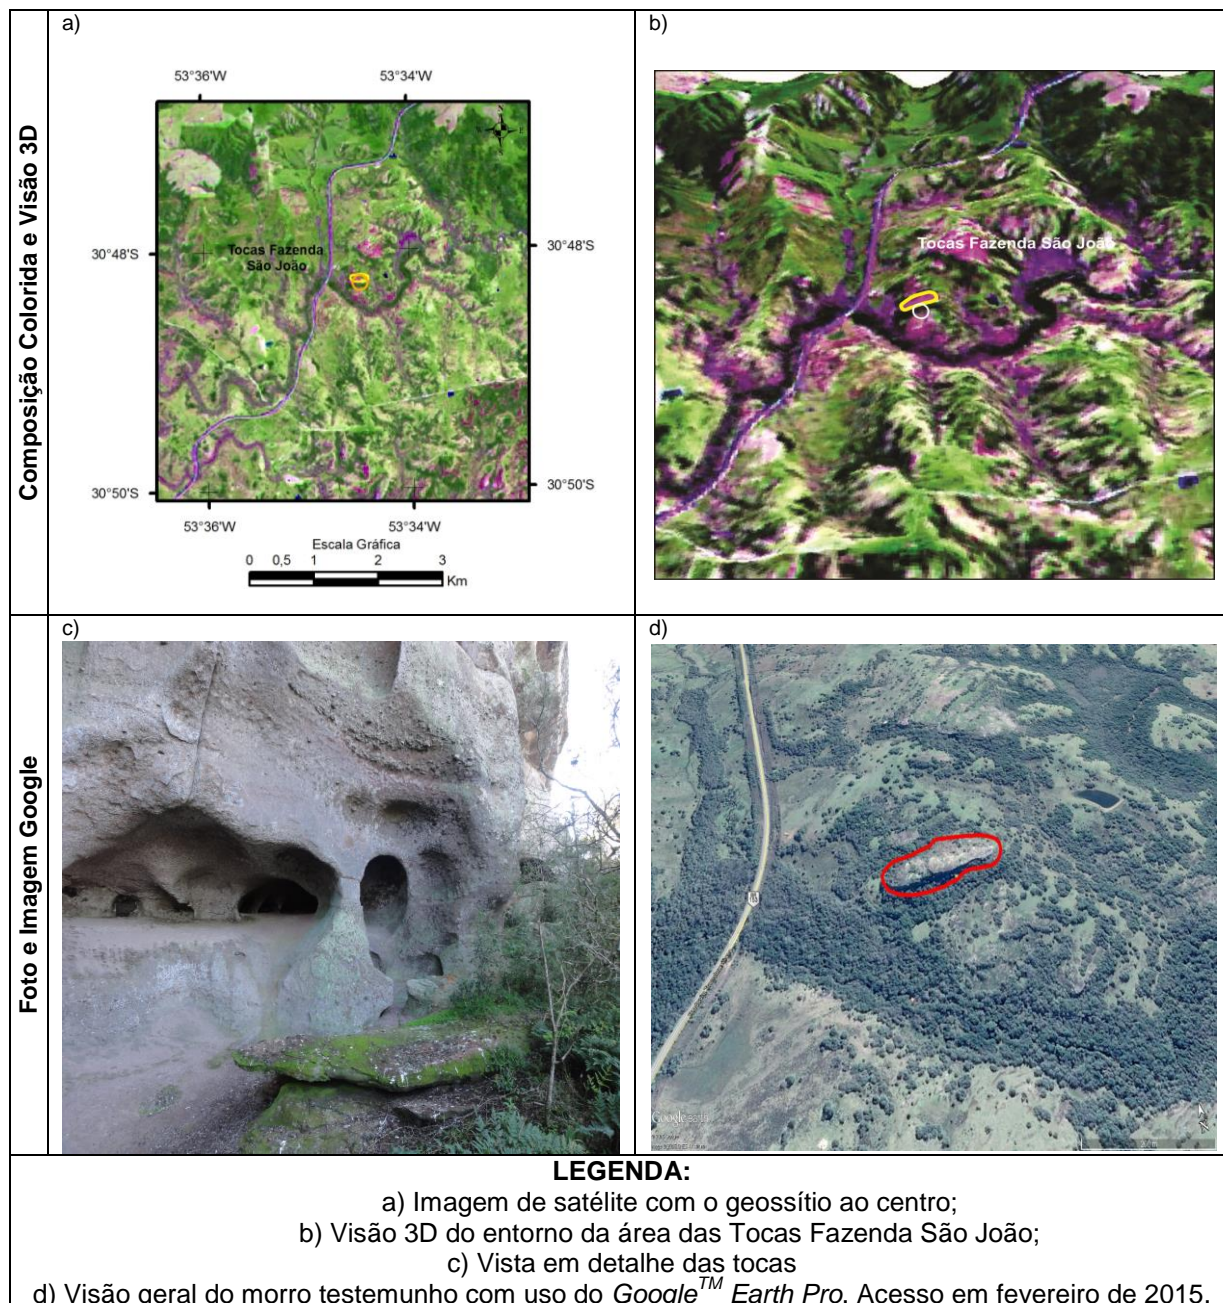 Composição Colorida e Visão 3D
a)
53°36'W 53°34'W
30°48'S 30°48'S
Tocas Fazenda
São João
30°50'S 30°50'S
53°36'W 53°34'W
Escala Gráfica
0 0,5 1 2 3
Km
b)
Tocas Fazenda São João
Foto e Imagem Google
c)
d)
Google earth
LEGENDA:
a) Imagem de satélite com o geossítio ao centro;
b) Visão 3D do entorno da área das Tocas Fazenda São João;
c) Vista em detalhe das tocas
d) Visão geral do morro testemunho com uso do Google™ Earth Pro. Acesso em fevereiro de 2015.